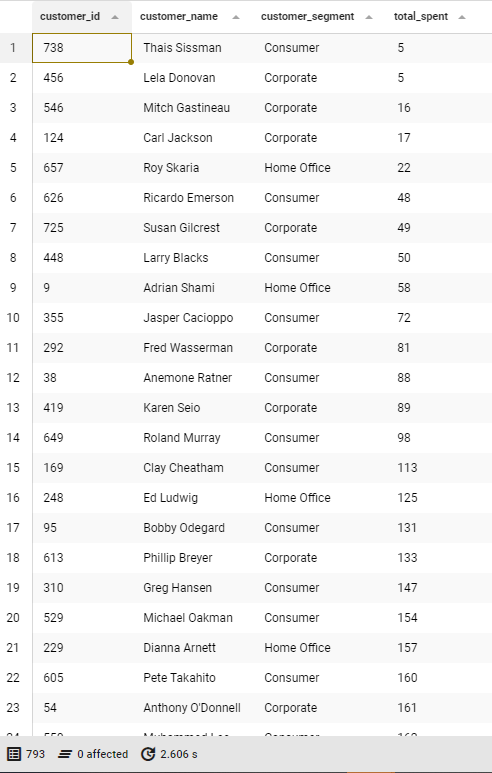 customer_id customer_name customer_segment total_spent
1 738 Thais Sissman Consumer 5
2 456 Lela Donovan Corporate 5
3 546 Mitch Gastineau Corporate 16
4 124 Carl Jackson Corporate 17
5 657 Roy Skaria Home Office 22
6 626 Ricardo Emerson Consumer 48
7 725 Susan Gilcrest Corporate 49
8 448 Larry Blacks Consumer 50
9 9 Adrian Shami Home Office 58
10 355 Jasper Cacioppo Consumer 72
11 292 Fred Wasserman Corporate 81
12 38 Anemone Ratner Consumer 88
13 419 Karen Seio Corporate 89
14 649 Roland Murray Consumer 98
15 169 Clay Cheatham Consumer 113
16 248 Ed Ludwig Home Office 125
17 95 Bobby Odegard Consumer 131
18 613 Phillip Breyer Corporate 133
19 310 Greg Hansen Consumer 147
20 529 Michael Oakman Consumer 154
21 229 Dianna Arnett Home Office 157
22 605 Pete Takahito Consumer 160
23 54 Anthony O'Donnell Corporate 161
793 0 affected 2.606 s